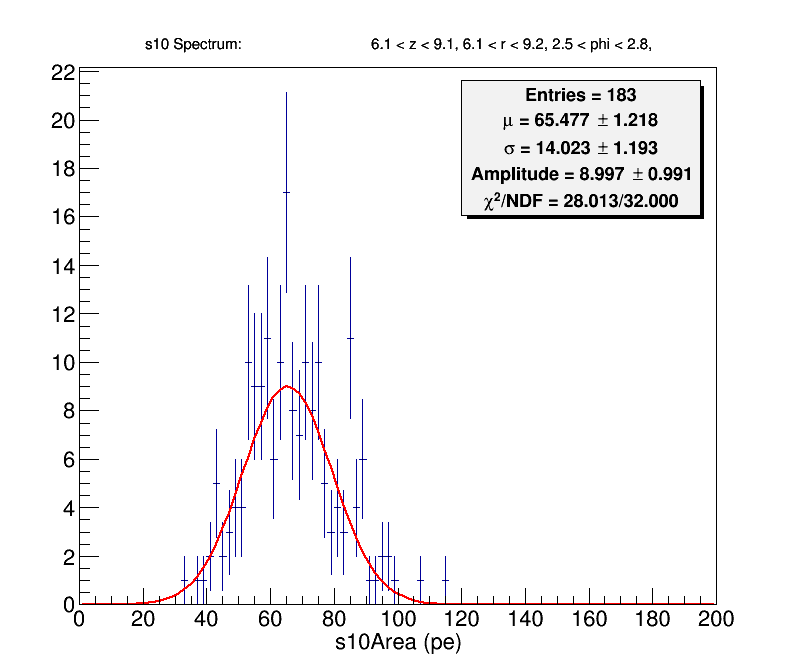 s10 Spectrum: 6.1 < z < 9.1, 6.1 < r < 9.2, 2.5 < phi < 2.8,
Entries = 183
μ = 65.477 ± 1.218
σ = 14.023 ± 1.193
Amplitude = 8.997 ± 0.991
χ²/NDF = 28.013/32.000
22
20
18
16
14
12
10
8
6
4
2
0
0 20 40 60 80 100 120 140 160 180 200
s10Area (pe)